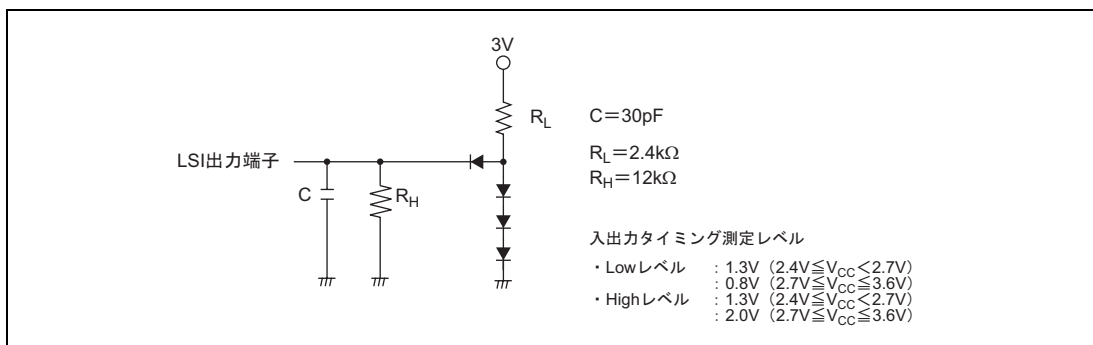 3V
R_L
C＝30pF
LSI出力端子
R_L＝2.4kΩ
R_H＝12kΩ
C
R_H
入出力タイミング測定レベル
・Lowレベル ：1.3V（2.4V≦V_CC＜2.7V）
：0.8V（2.7V≦V_CC≦3.6V）
・Highレベル ：1.3V（2.4V≦V_CC＜2.7V）
：2.0V（2.7V≦V_CC≦3.6V）